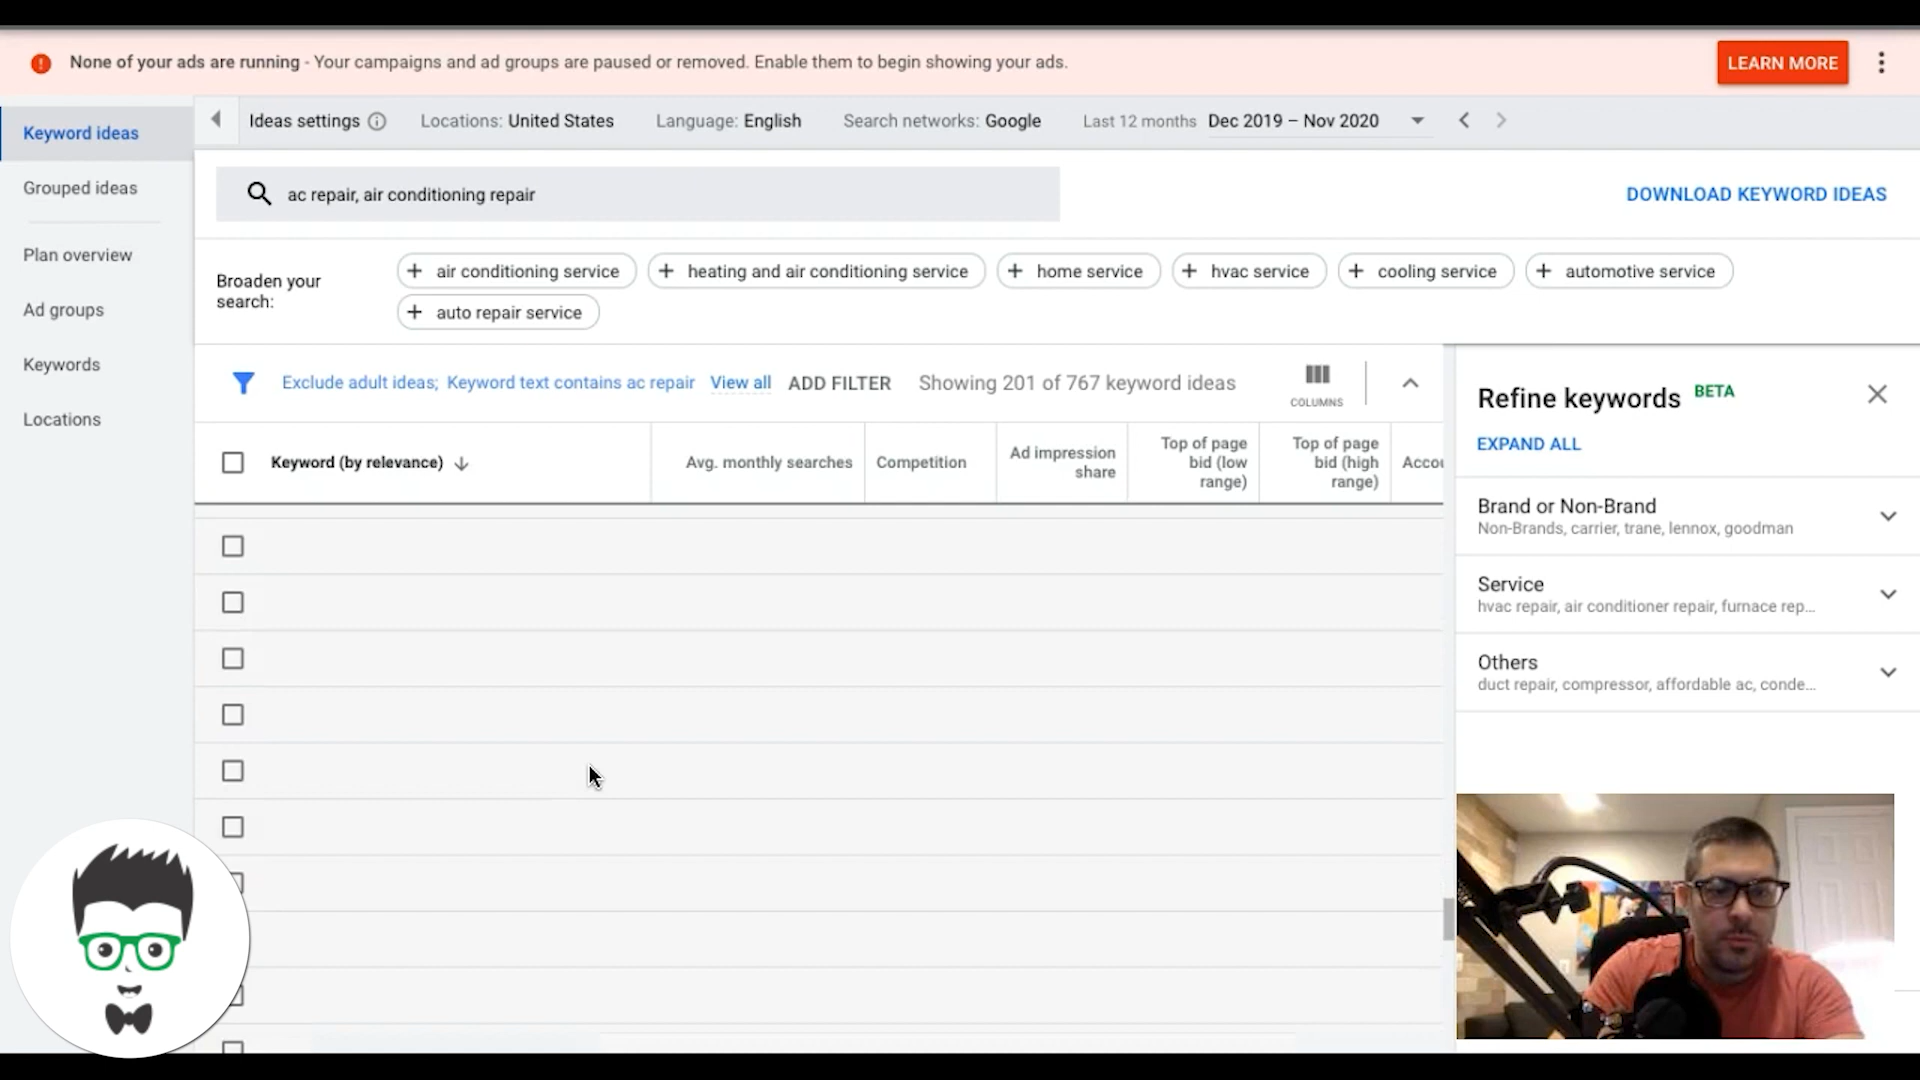 None of your ads are running - Your campaigns and ad groups are paused or removed. Enable them to begin showing your ads.
LEARN MORE
Keyword ideas
Grouped ideas
Plan overview
Ad groups
Keywords
Locations
Ideas settings
Locations: United States
Language: English
Search networks: Google
Last 12 months Dec 2019 – Nov 2020
ac repair, air conditioning repair
DOWNLOAD KEYWORD IDEAS
Broaden your
search:
air conditioning service
heating and air conditioning service
home service
hvac service
cooling service
automotive service
auto repair service
Exclude adult ideas; Keyword text contains ac repair
View all
ADD FILTER
Showing 201 of 767 keyword ideas
COLUMNS
Keyword (by relevance)
Avg. monthly searches
Competition
Ad impression
share
Top of page
bid (low
range)
Top of page
bid (high
range)
Accou
Refine keywords BETA
EXPAND ALL
Brand or Non-Brand
Non-Brands, carrier, trane, lennox, goodman
Service
hvac repair, air conditioner repair, furnace rep...
Others
duct repair, compressor, affordable ac, conde...